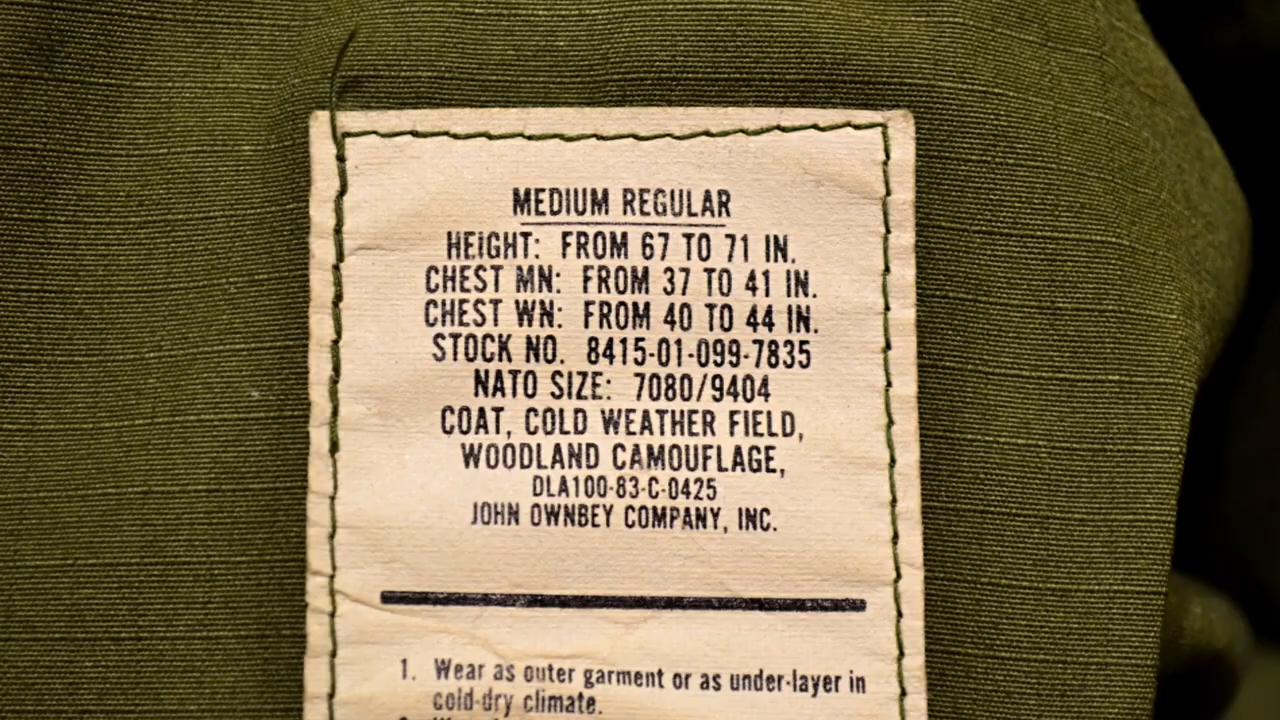 MEDIUM REGULAR
HEIGHT: FROM 67 TO 71 IN.
CHEST MN: FROM 37 TO 41 IN.
CHEST WN: FROM 40 TO 44 IN.
STOCK NO. 8415-01-099-7835
NATO SIZE: 7080/9404
COAT, COLD WEATHER FIELD,
WOODLAND CAMOUFLAGE,
DLA100-83-C-0425
JOHN OWNBEY COMPANY, INC.
1. Wear as outer garment or as under-layer in
cold-dry climate.